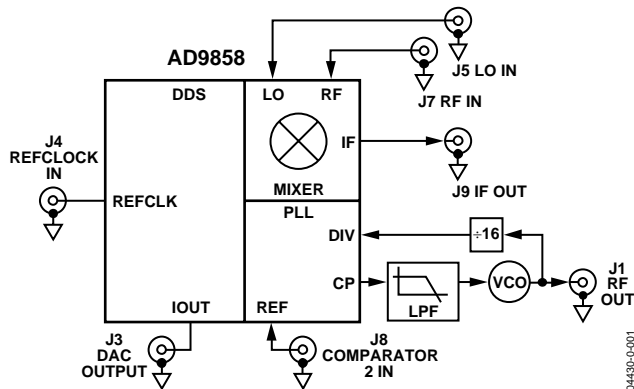 AD9858
DDS
LO
RF
J5 LO IN
J7 RF IN
J4
REFCLOCK
IN
REFCLK
IF
J9 IF OUT
MIXER
PLL
DIV
÷16
CP
LPF
VCO
J1
RF
OUT
IOUT
REF
J3
DAC
OUTPUT
J8
COMPARATOR
2 IN
04430-0-001